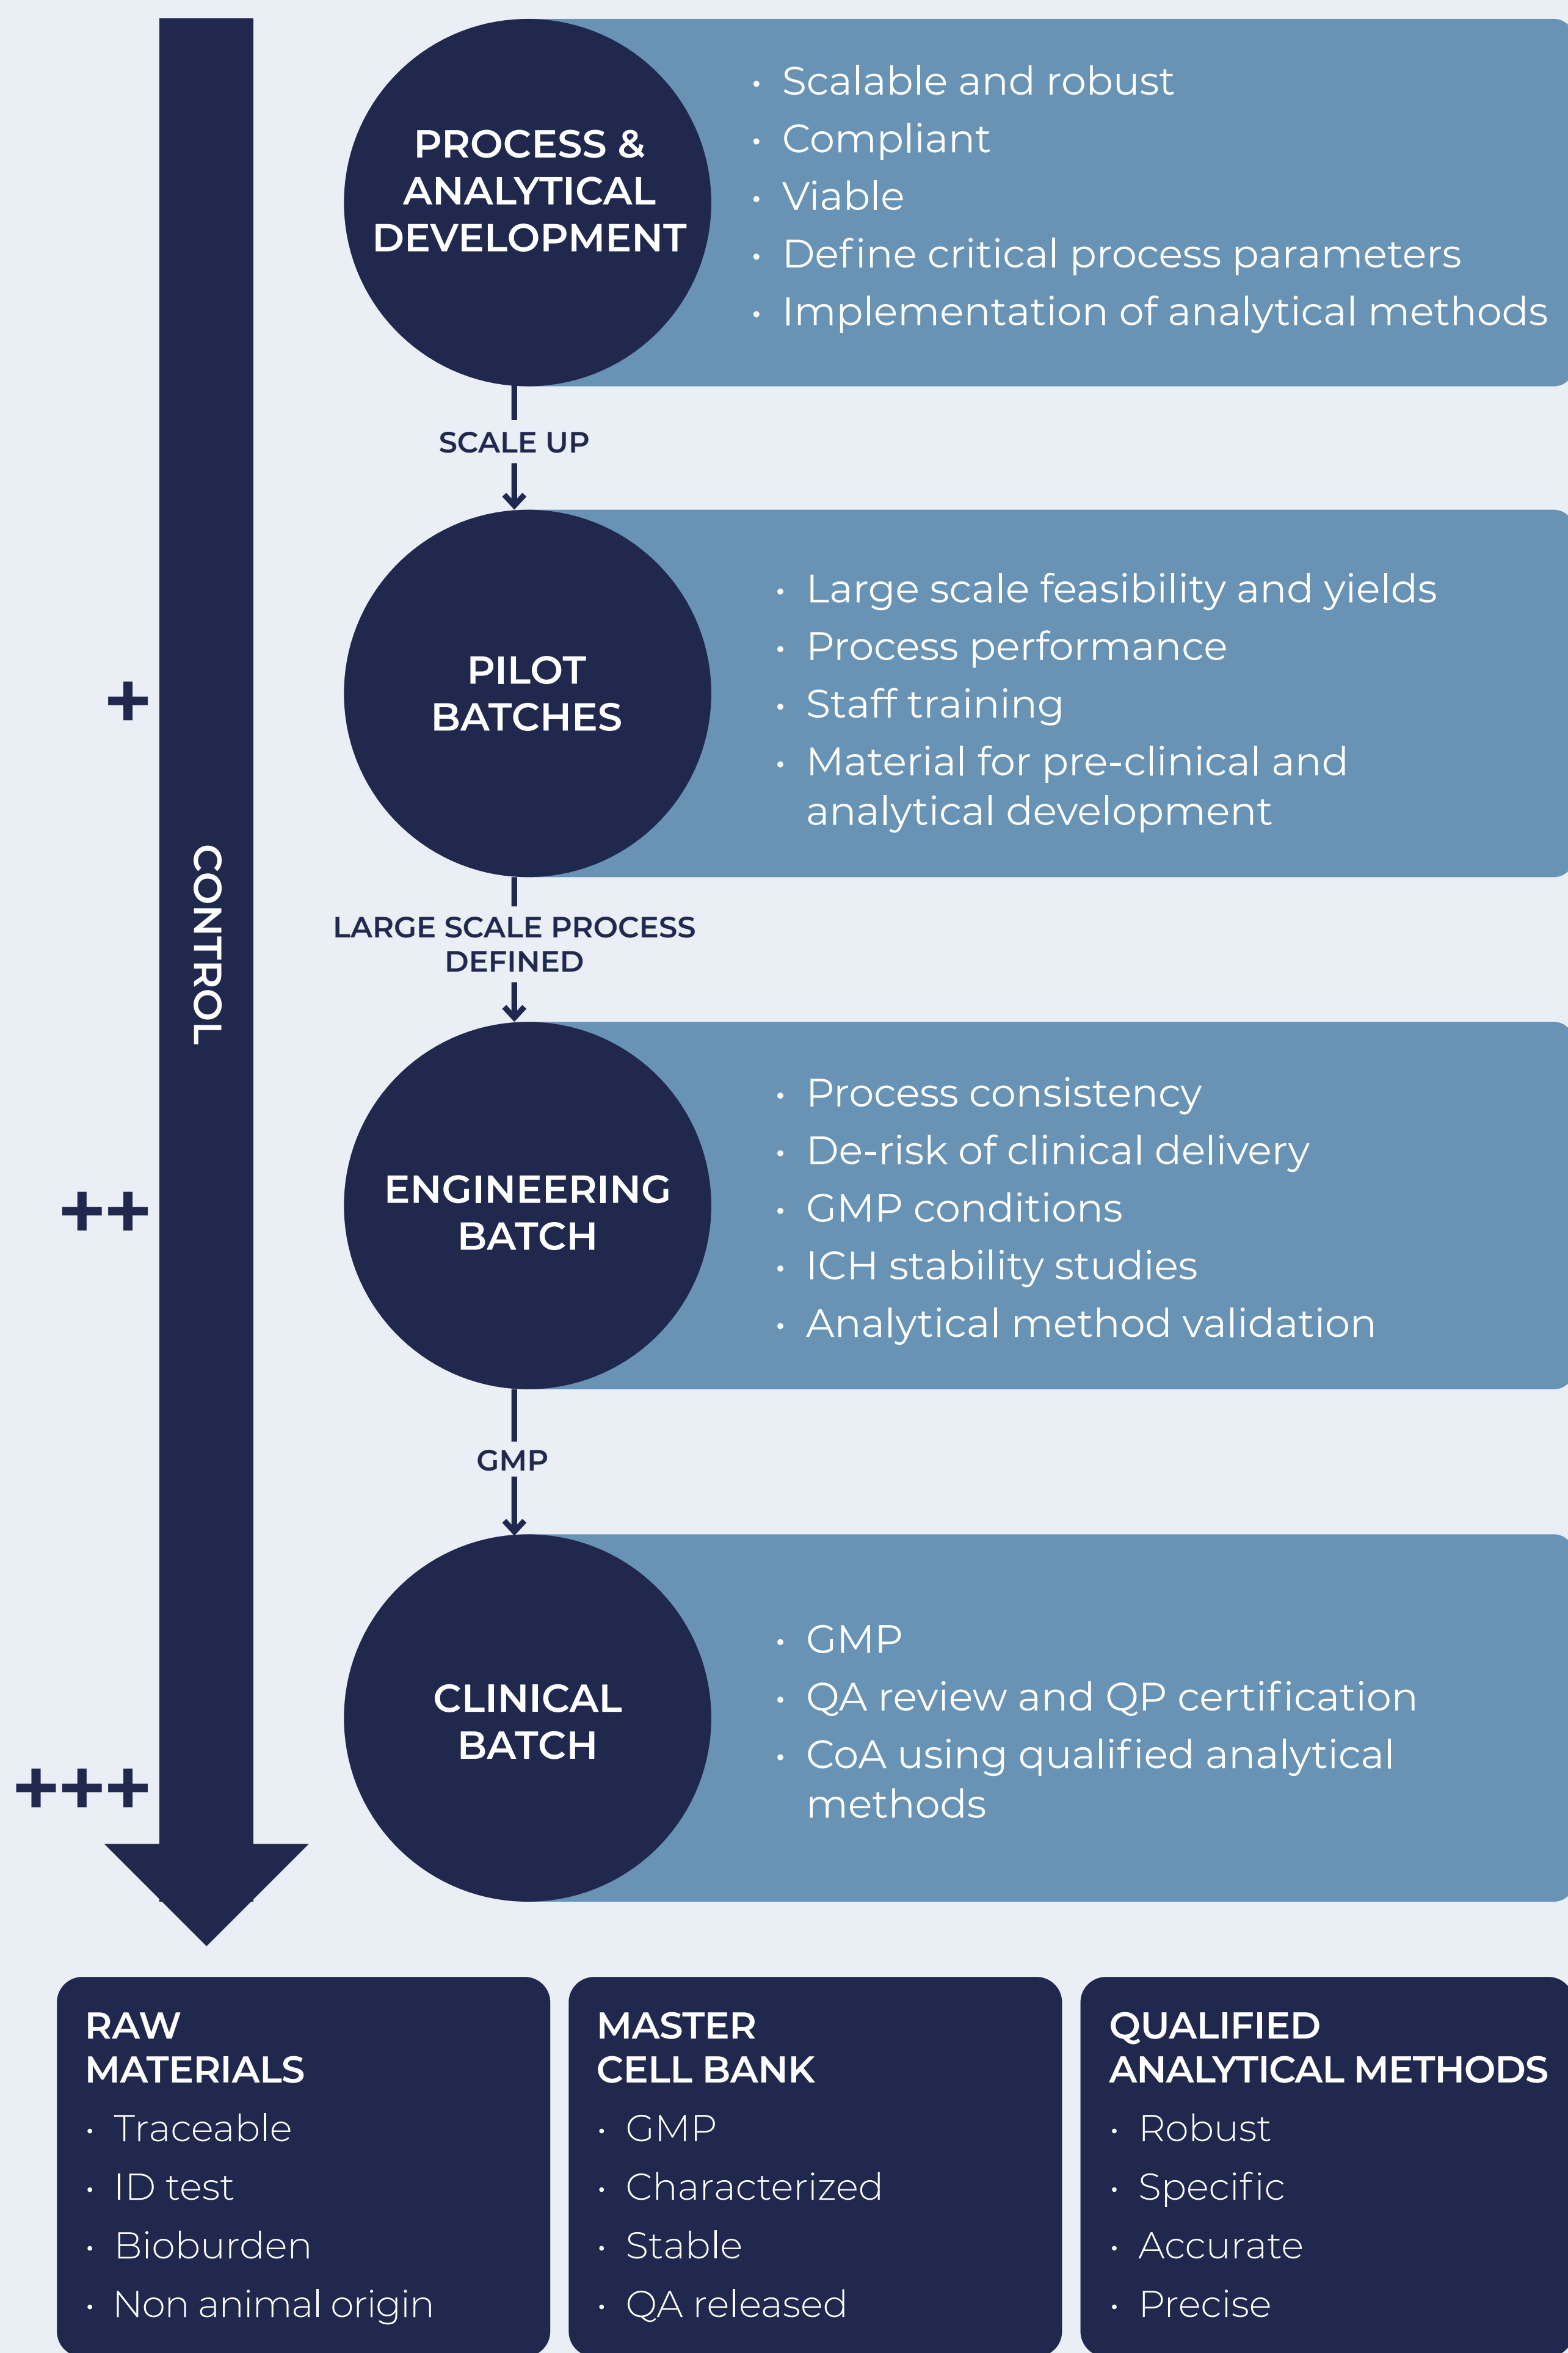 PROCESS &
ANALYTICAL
DEVELOPMENT
• Scalable and robust
• Compliant
• Viable
• Define critical process parameters
• Implementation of analytical methods
SCALE UP
+
PILOT
BATCHES
• Large scale feasibility and yields
• Process performance
• Staff training
• Material for pre-clinical and
analytical development
CONTROL
LARGE SCALE PROCESS
DEFINED
++
ENGINEERING
BATCH
• Process consistency
• De-risk of clinical delivery
• GMP conditions
• ICH stability studies
• Analytical method validation
GMP
+++
CLINICAL
BATCH
• GMP
• QA review and QP certification
• CoA using qualified analytical
methods
RAW
MATERIALS
• Traceable
• ID test
• Bioburden
• Non animal origin
MASTER
CELL BANK
• GMP
• Characterized
• Stable
• QA released
QUALIFIED
ANALYTICAL METHODS
• Robust
• Specific
• Accurate
• Precise